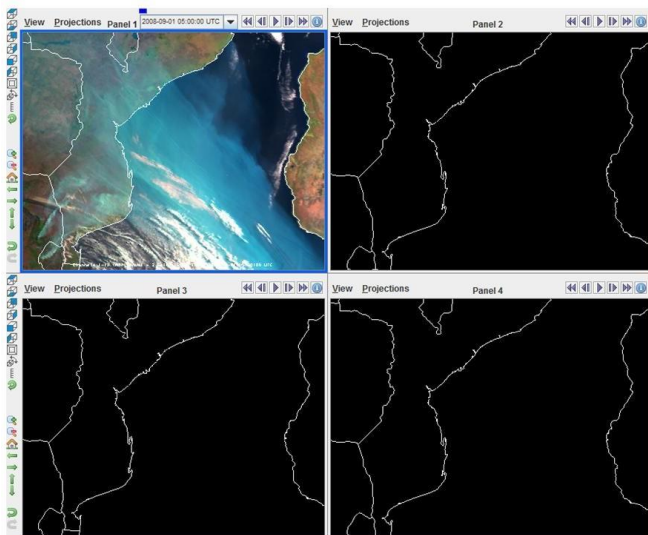 View Projections Panel 1 2008-09-01 05:00:00 UTC
View Projections Panel 2
View Projections Panel 3
View Projections Panel 4